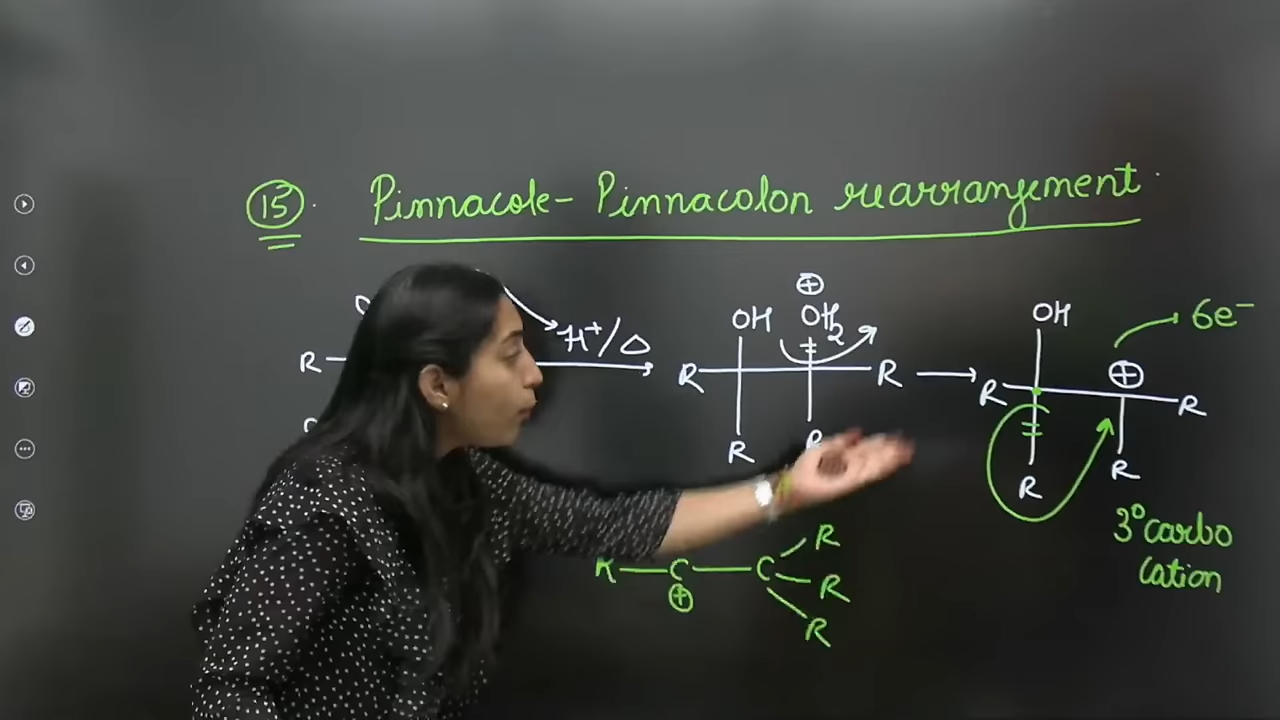 15. Pinnacole- Pinnacolon rearrangement
H+/Δ
OH
⊕
OH2
OH
⊕
6e-
R
R
R
R
R
R
R
R
R
3° carbo
cation
R
C
C
R
⊕
R
R